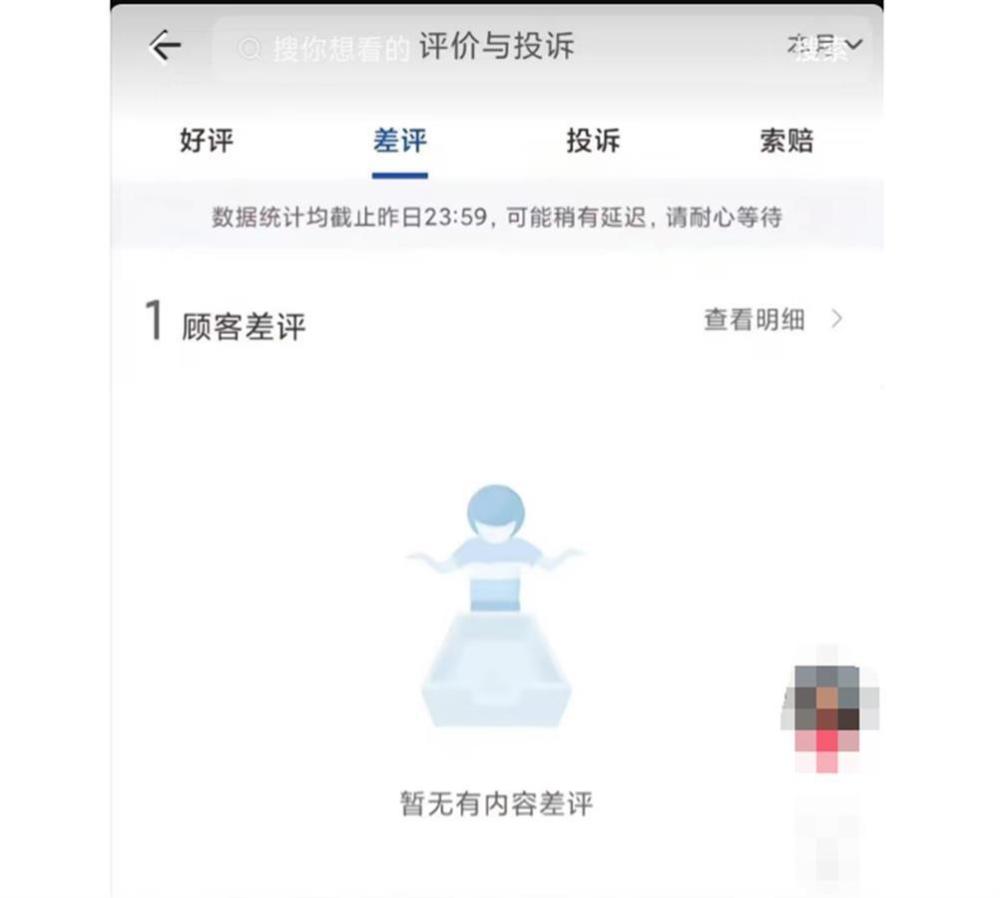 搜你想看的 评价与投诉 搜索
好评 差评 投诉 索赔
数据统计均截止昨日23:59，可能稍有延迟，请耐心等待
1 顾客差评 查看明细
暂无有内容差评